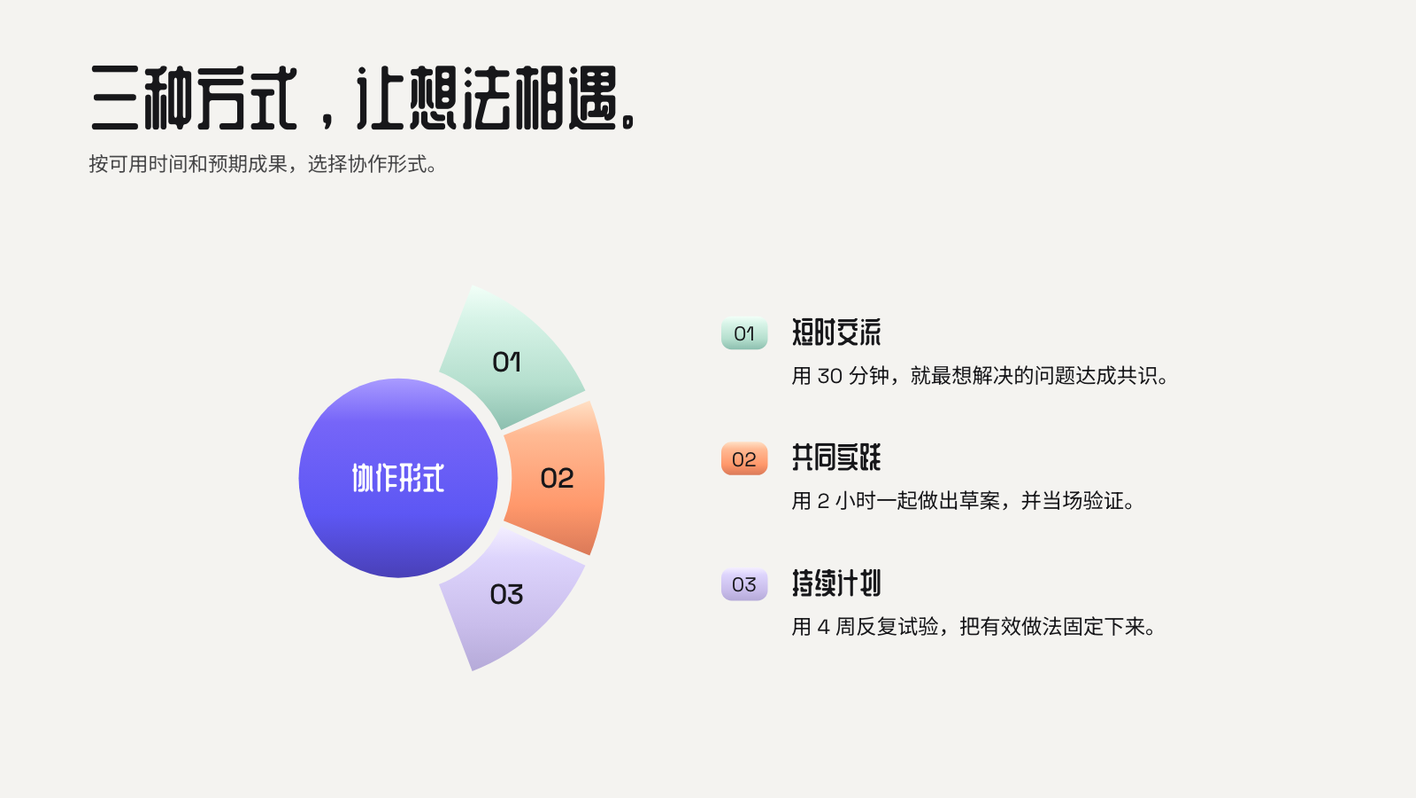 三种方式，让想法相遇。
按可用时间和预期成果，选择协作形式。
协作形式
01
02
03
01 短时交流
用 30 分钟，就最想解决的问题达成共识。
02 共同实践
用 2 小时一起做出草案，并当场验证。
03 持续计划
用 4 周反复试验，把有效做法固定下来。